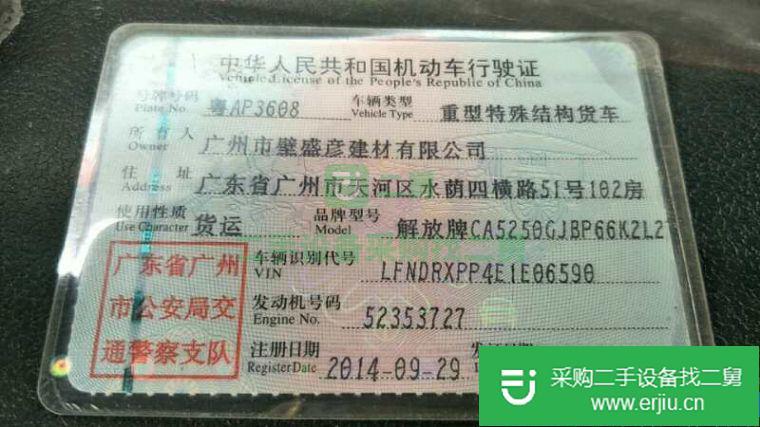 中华人民共和国机动车行驶证
Vehicle License of the People's Republic of China
号牌号码 粤AP3608 车辆类型 重型特殊结构货车
Plate No. Vehicle Type
所有人 广州市璧盛彦建材有限公司
Owner
住址 广东省广州市天河区水荫四横路51号102房
Address
使用性质 货运 品牌型号 解放牌CA5250GJBP66K2L2T
Use Character Model
广东省广州
市公安局交
通警察支队
车辆识别代号 LFNDRXPP4E1E06590
VIN
发动机号码 52353727
Engine No.
注册日期 2014-09-29
Register Date
采购二手设备找二舅
www.erjiu.cn